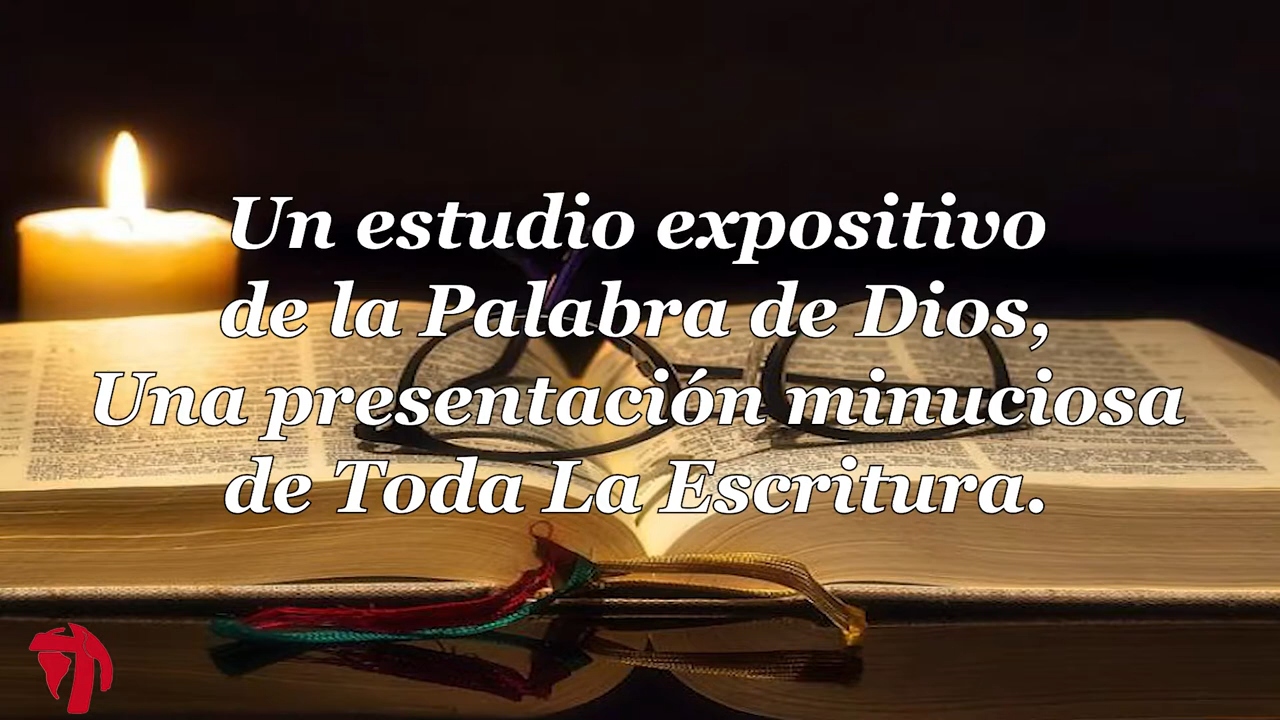 Un estudio expositivo
de la Palabra de Dios,
Una presentación minuciosa
de Toda La Escritura.